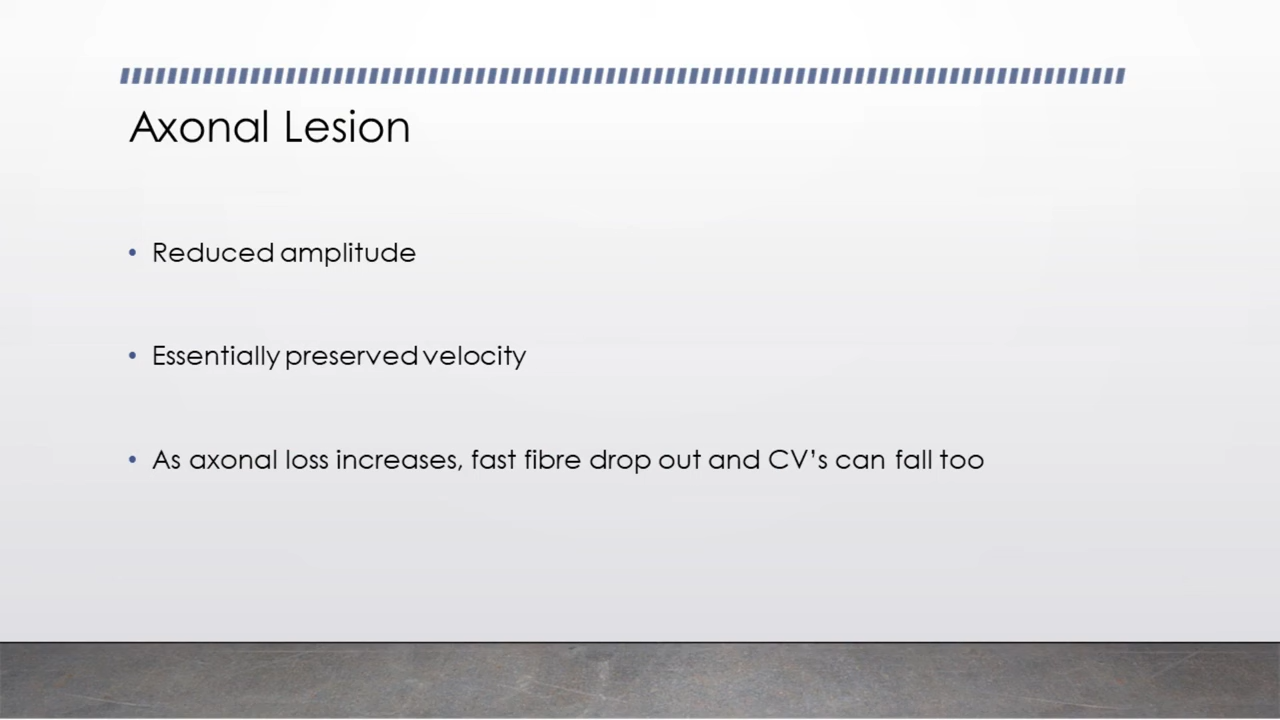 Axonal Lesion
• Reduced amplitude
• Essentially preserved velocity
• As axonal loss increases, fast fibre drop out and CV's can fall too